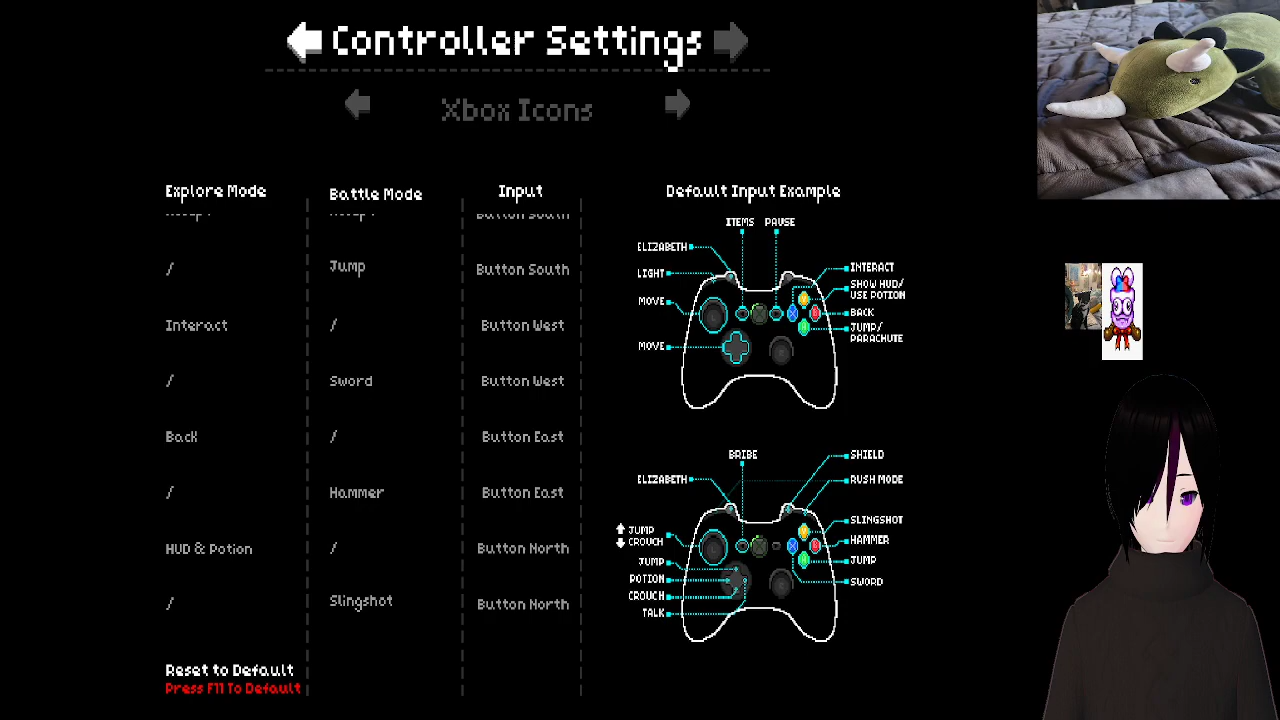 Controller Settings
Xbox Icons
Explore Mode
Battle Mode
Input
Button South
/
Jump
Button South
Interact
/
Button West
/
Sword
Button West
Back
/
Button East
/
Hammer
Button East
HUD & Potion
/
Button North
/
Slingshot
Button North
Reset to Default
Press F11 To Default
Default Input Example
ITEMS
PAUSE
ELIZABETH
LIGHT
MOVE
MOVE
INTERACT
SHOW HUD/
USE POTION
BACK
JUMP/
PARACHUTE
BRIBE
ELIZABETH
JUMP
CROUCH
JUMP
POTION
CROUCH
TALK
SHIELD
RUSH MODE
SLINGSHOT
HAMMER
JUMP
SWORD